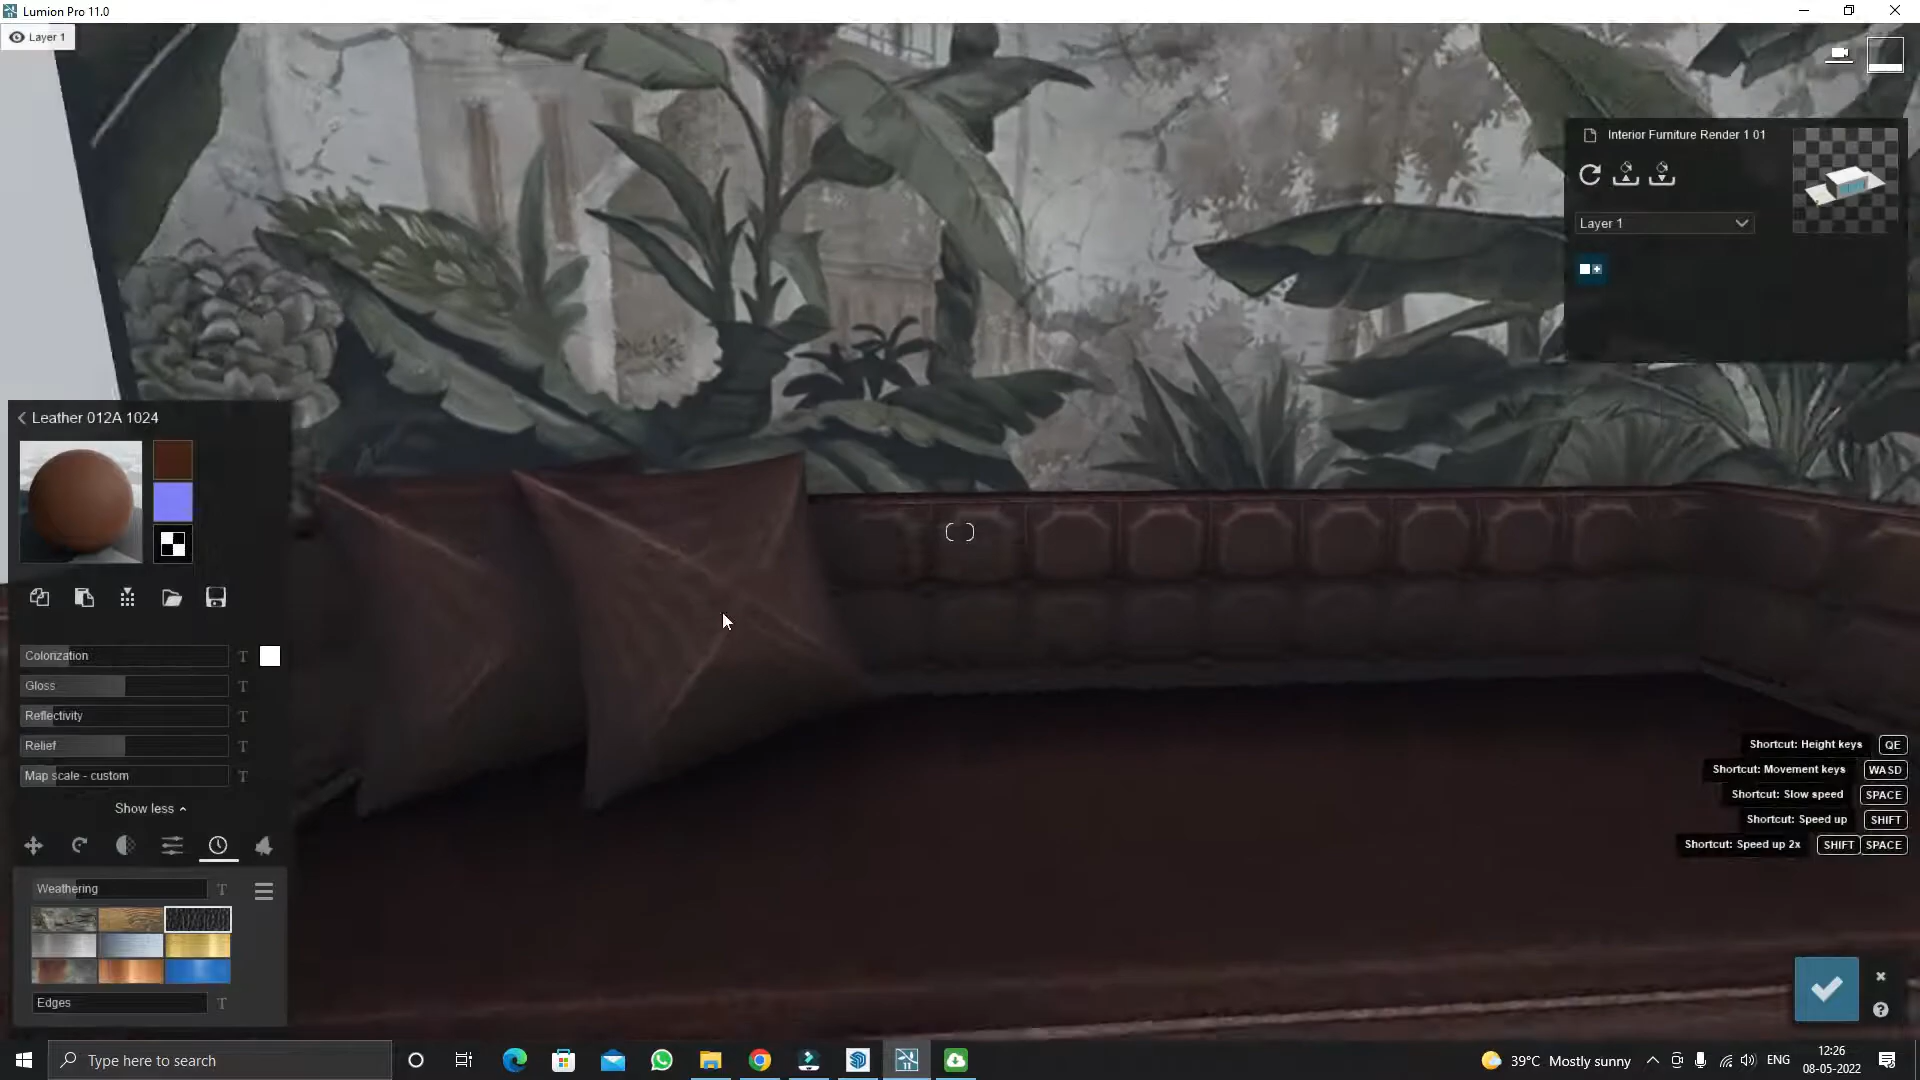 Lumion Pro 11.0
Layer 1
Interior Furniture Render 1 01
Layer 1
Leather 012A 1024
Colorization T
Gloss T
Reflectivity T
Relief T
Map scale - custom T
Show less
Weathering T
Edges T
Shortcut: Height keys QE
Shortcut: Movement keys WASD
Shortcut: Slow speed SPACE
Shortcut: Speed up SHIFT
Shortcut: Speed up 2x SHIFT SPACE
Type here to search
39°C Mostly sunny
ENG
12:26
08-05-2022